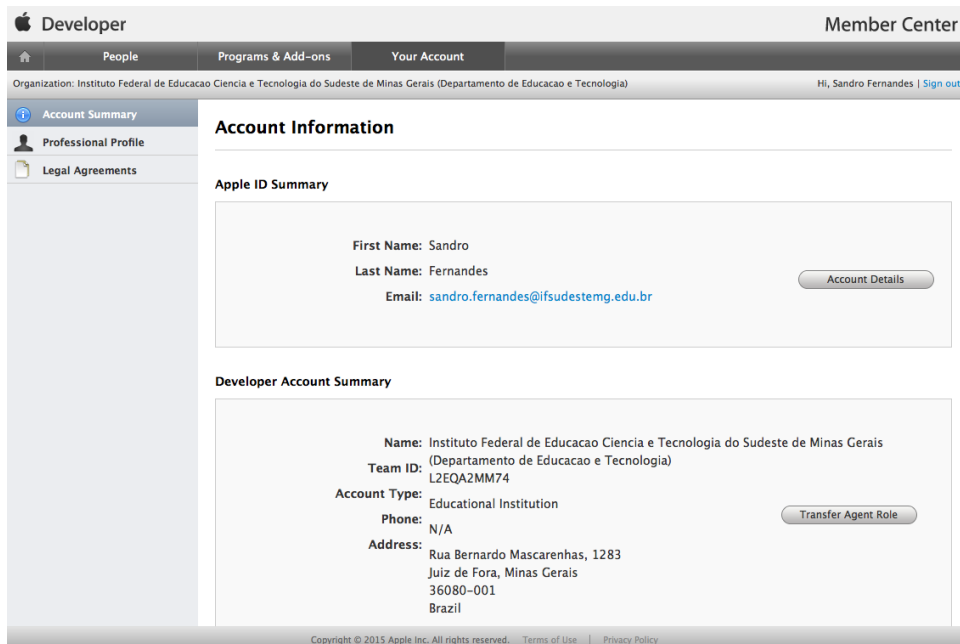 Developer
Member Center
People
Programs & Add-ons
Your Account
Organization: Instituto Federal de Educacao Ciencia e Tecnologia do Sudeste de Minas Gerais (Departamento de Educacao e Tecnologia)
Hi, Sandro Fernandes | Sign out
Account Summary
Professional Profile
Legal Agreements
Account Information
Apple ID Summary
First Name: Sandro
Last Name: Fernandes
Email: sandro.fernandes@ifsudestemg.edu.br
Account Details
Developer Account Summary
Name: Instituto Federal de Educacao Ciencia e Tecnologia do Sudeste de Minas Gerais
(Departamento de Educacao e Tecnologia)
Team ID: L2EQA2MM74
Account Type: Educational Institution
Phone: N/A
Address: Rua Bernardo Mascarenhas, 1283
Juiz de Fora, Minas Gerais
36080-001
Brazil
Transfer Agent Role
Copyright © 2015 Apple Inc. All rights reserved. Terms of Use | Privacy Policy